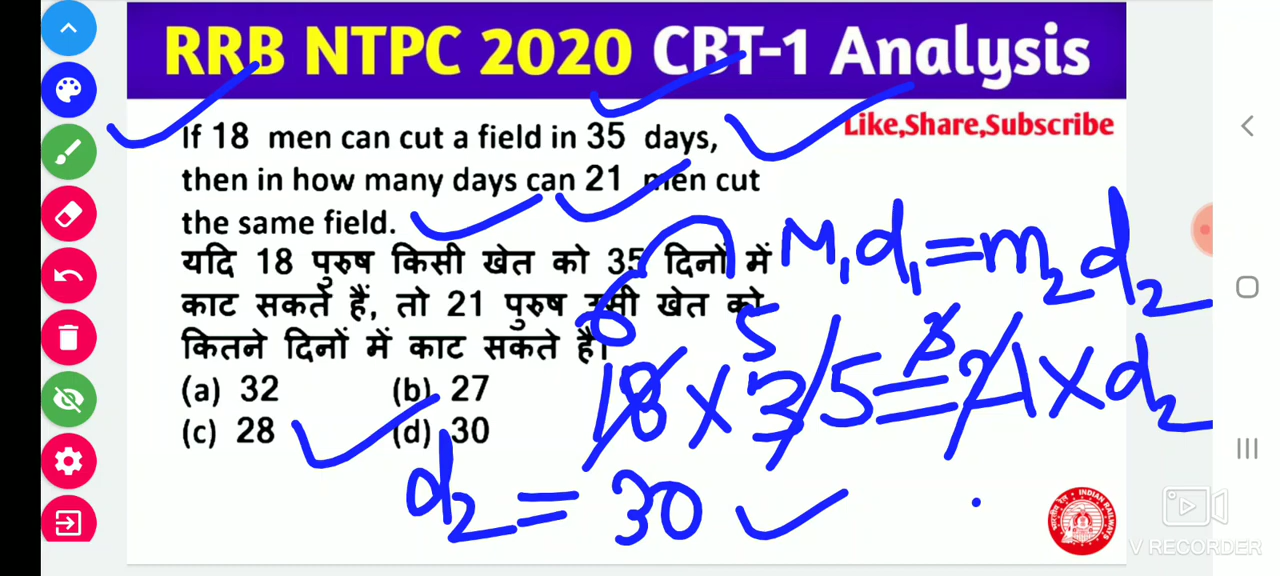 RRB NTPC 2020 CBT-1 Analysis
Like,Share,Subscribe
If 18 men can cut a field in 35 days,
then in how many days can 21 men cut
the same field.
यदि 18 पुरुष किसी खेत को 35 दिनों में
काट सकते हैं, तो 21 पुरुष उसी खेत को
कितने दिनों में काट सकते है।
(a) 32 (b) 27
(c) 28 (d) 30
M₁d₁=m₂d₂
6 5 3
18×35=21×d₂
d₂=30
INDIAN RAILWAYS
V RECORDER